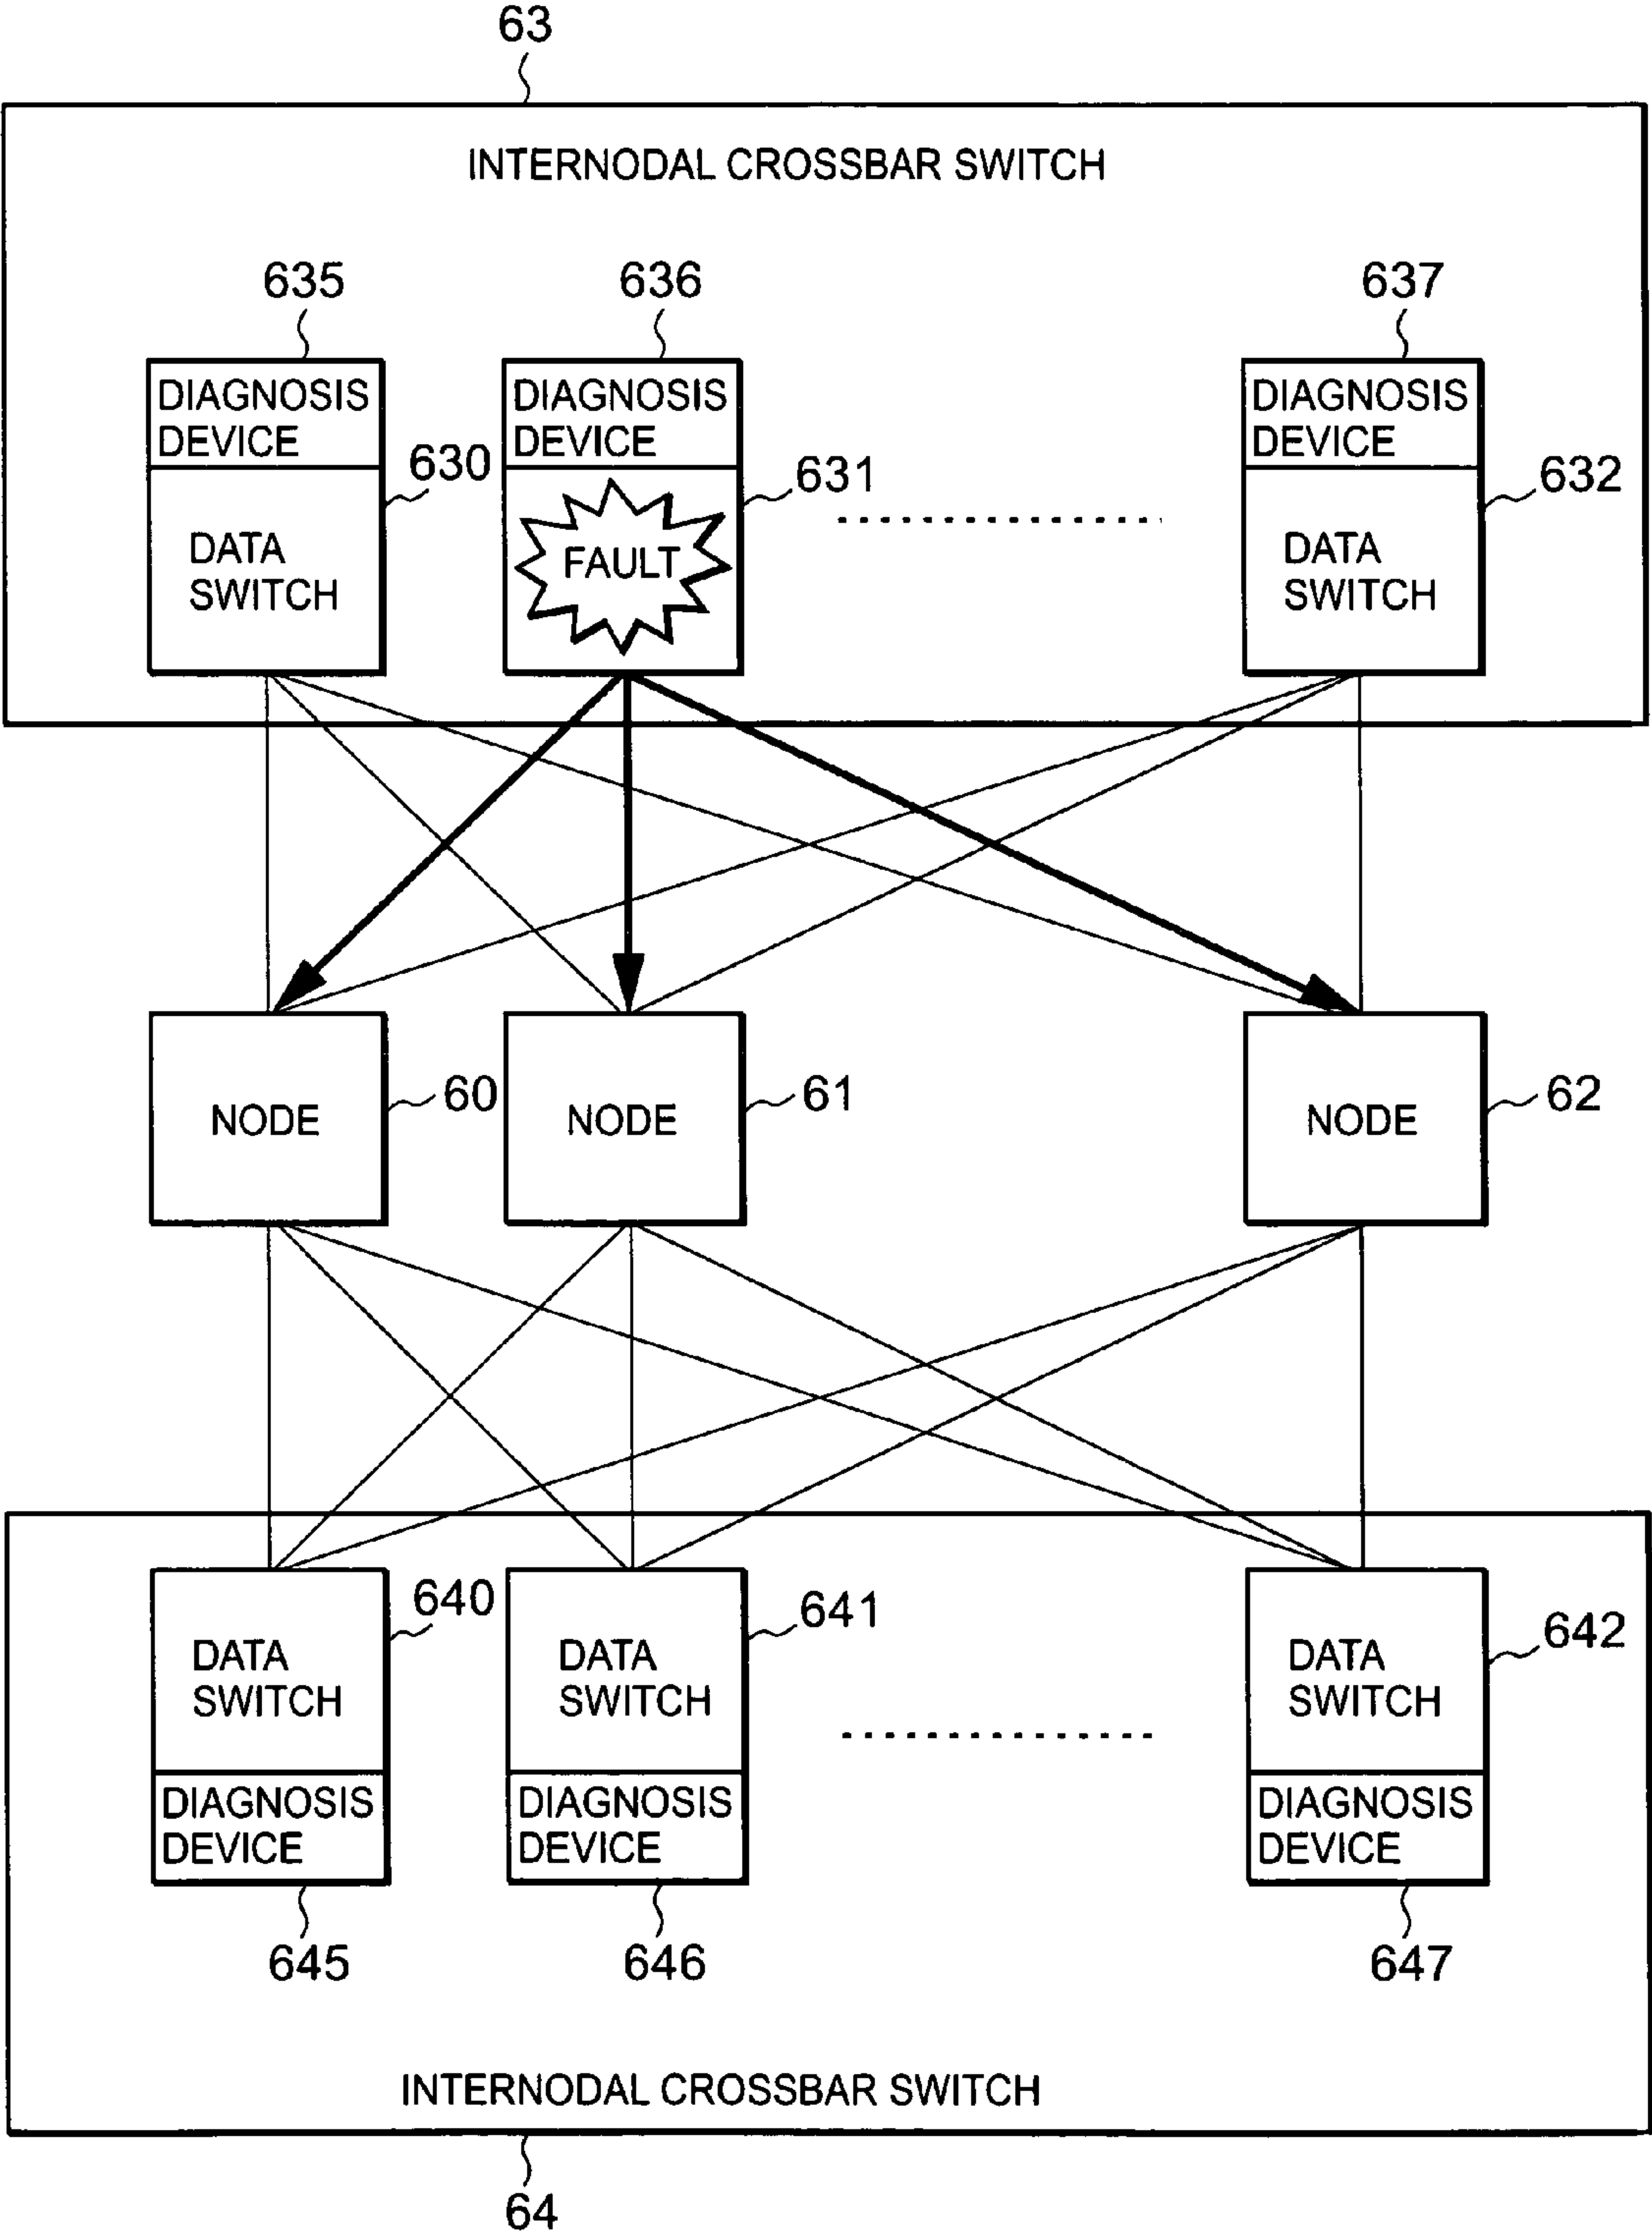 63
INTERNODAL CROSSBAR SWITCH
635
636
637
DIAGNOSIS
DEVICE
DIAGNOSIS
DEVICE
DIAGNOSIS
DEVICE
630
631
632
DATA
SWITCH
FAULT
DATA
SWITCH
NODE
60
NODE
61
NODE
62
640
641
642
DATA
SWITCH
DATA
SWITCH
DATA
SWITCH
DIAGNOSIS
DEVICE
DIAGNOSIS
DEVICE
DIAGNOSIS
DEVICE
645
646
647
INTERNODAL CROSSBAR SWITCH
64